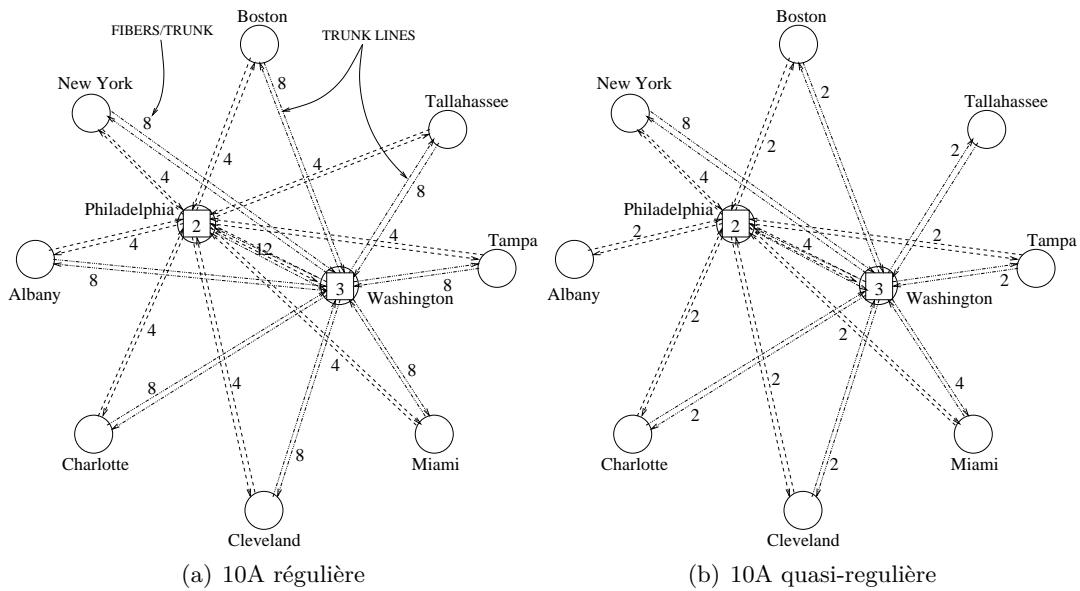 Boston
FIBERS/TRUNK
TRUNK LINES
New York
8
8
Tallahassee
4
4
4
8
Philadelphia
2
4
12
4
Tampa
8
3
8
Albany
Washington
4
4
8
8
4
8
Charlotte
Miami
Cleveland
(a) 10A régulière
Boston
New York
2
Tallahassee
8
2
2
4
Philadelphia
2
2
4
2
Tampa
2
3
Albany
Washington
2
2
2
4
2
2
Charlotte
Miami
Cleveland
(b) 10A quasi-regulière